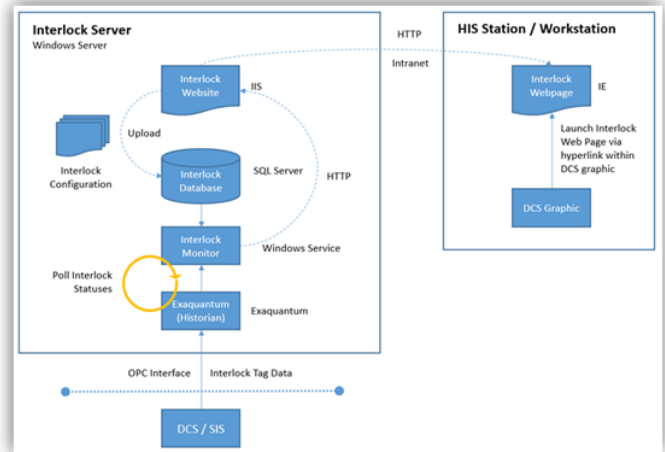 Interlock Server
Windows Server
HTTP
Intranet
HIS Station / Workstation
Interlock
Website
IIS
Interlock
Webpage
IE
Upload
Interlock
Configuration
Launch Interlock
Web Page via
hyperlink within
DCS graphic
Interlock
Database
SQL Server
HTTP
DCS Graphic
Interlock
Monitor
Windows Service
Poll Interlock
Statuses
Exaquantum
(Historian)
Exaquantum
OPC Interface
Interlock Tag Data
DCS / SIS